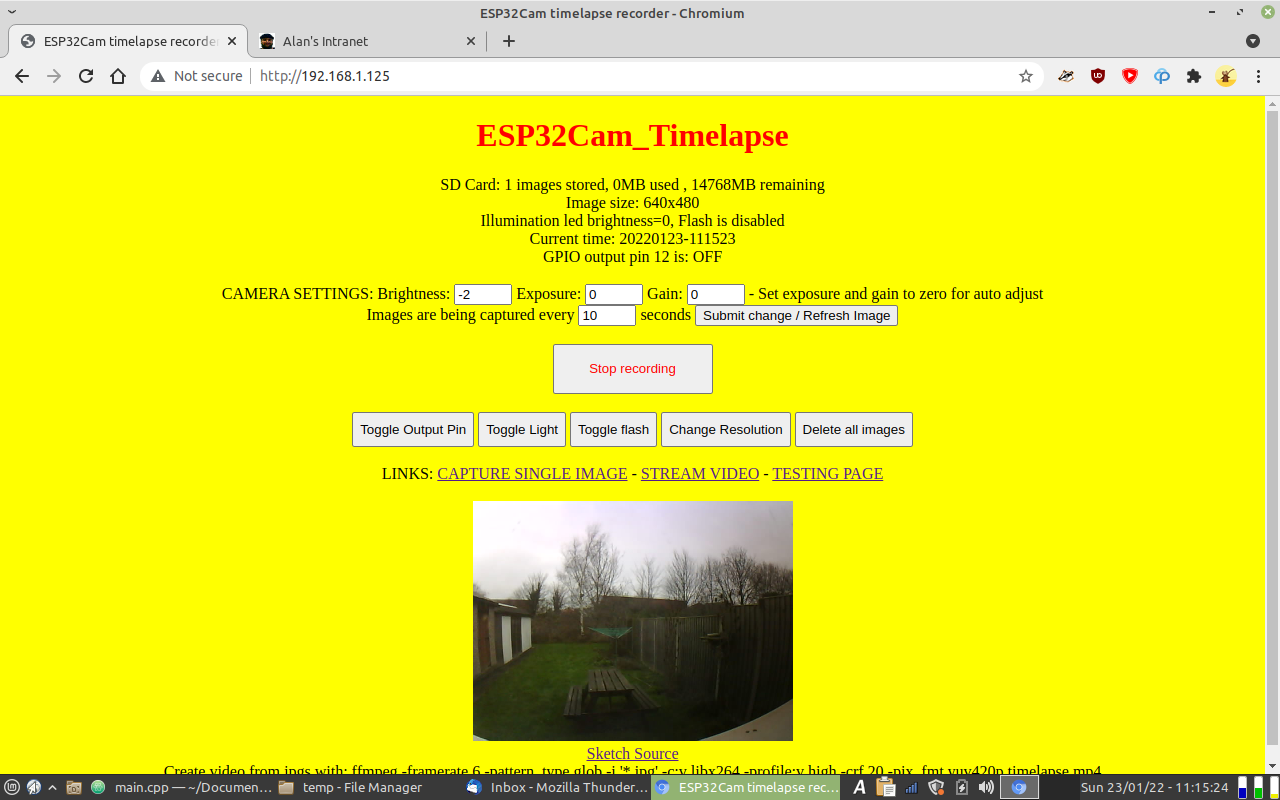 ESP32Cam timelapse recorder - Chromium
ESP32Cam timelapse recorder
Alan's Intranet
Not secure
http://192.168.1.125
ESP32Cam_Timelapse
SD Card: 1 images stored, 0MB used , 14768MB remaining
Image size: 640x480
Illumination led brightness=0, Flash is disabled
Current time: 20220123-111523
GPIO output pin 12 is: OFF
CAMERA SETTINGS: Brightness: -2 Exposure: 0 Gain: 0 - Set exposure and gain to zero for auto adjust
Images are being captured every 10 seconds Submit change / Refresh Image
Stop recording
Toggle Output Pin Toggle Light Toggle flash Change Resolution Delete all images
LINKS: CAPTURE SINGLE IMAGE - STREAM VIDEO - TESTING PAGE
Sketch Source
Create video from jpgs with: ffmpeg -framerate 6 -pattern_type glob -i '*.jpg' -c:v libx264 -profile:v high -crf 20 -pix_fmt yuv420p timelapse.mp4
main.cpp — ~/Documen... temp - File Manager Inbox - Mozilla Thunder... ESP32Cam timelapse rec... A Sun 23/01/22 - 11:15:24